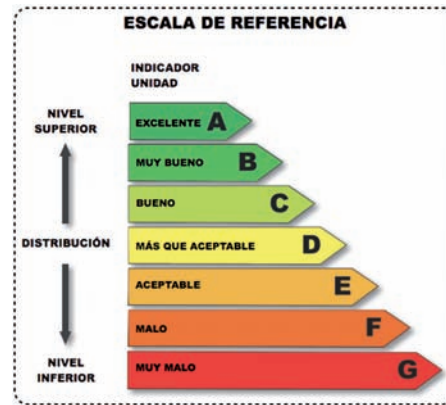 ESCALA DE REFERENCIA
INDICADOR
UNIDAD
NIVEL
SUPERIOR
DISTRIBUCIÓN
NIVEL
INFERIOR
EXCELENTE A
MUY BUENO B
BUENO C
MÁS QUE ACEPTABLE D
ACEPTABLE E
MALO F
MUY MALO G